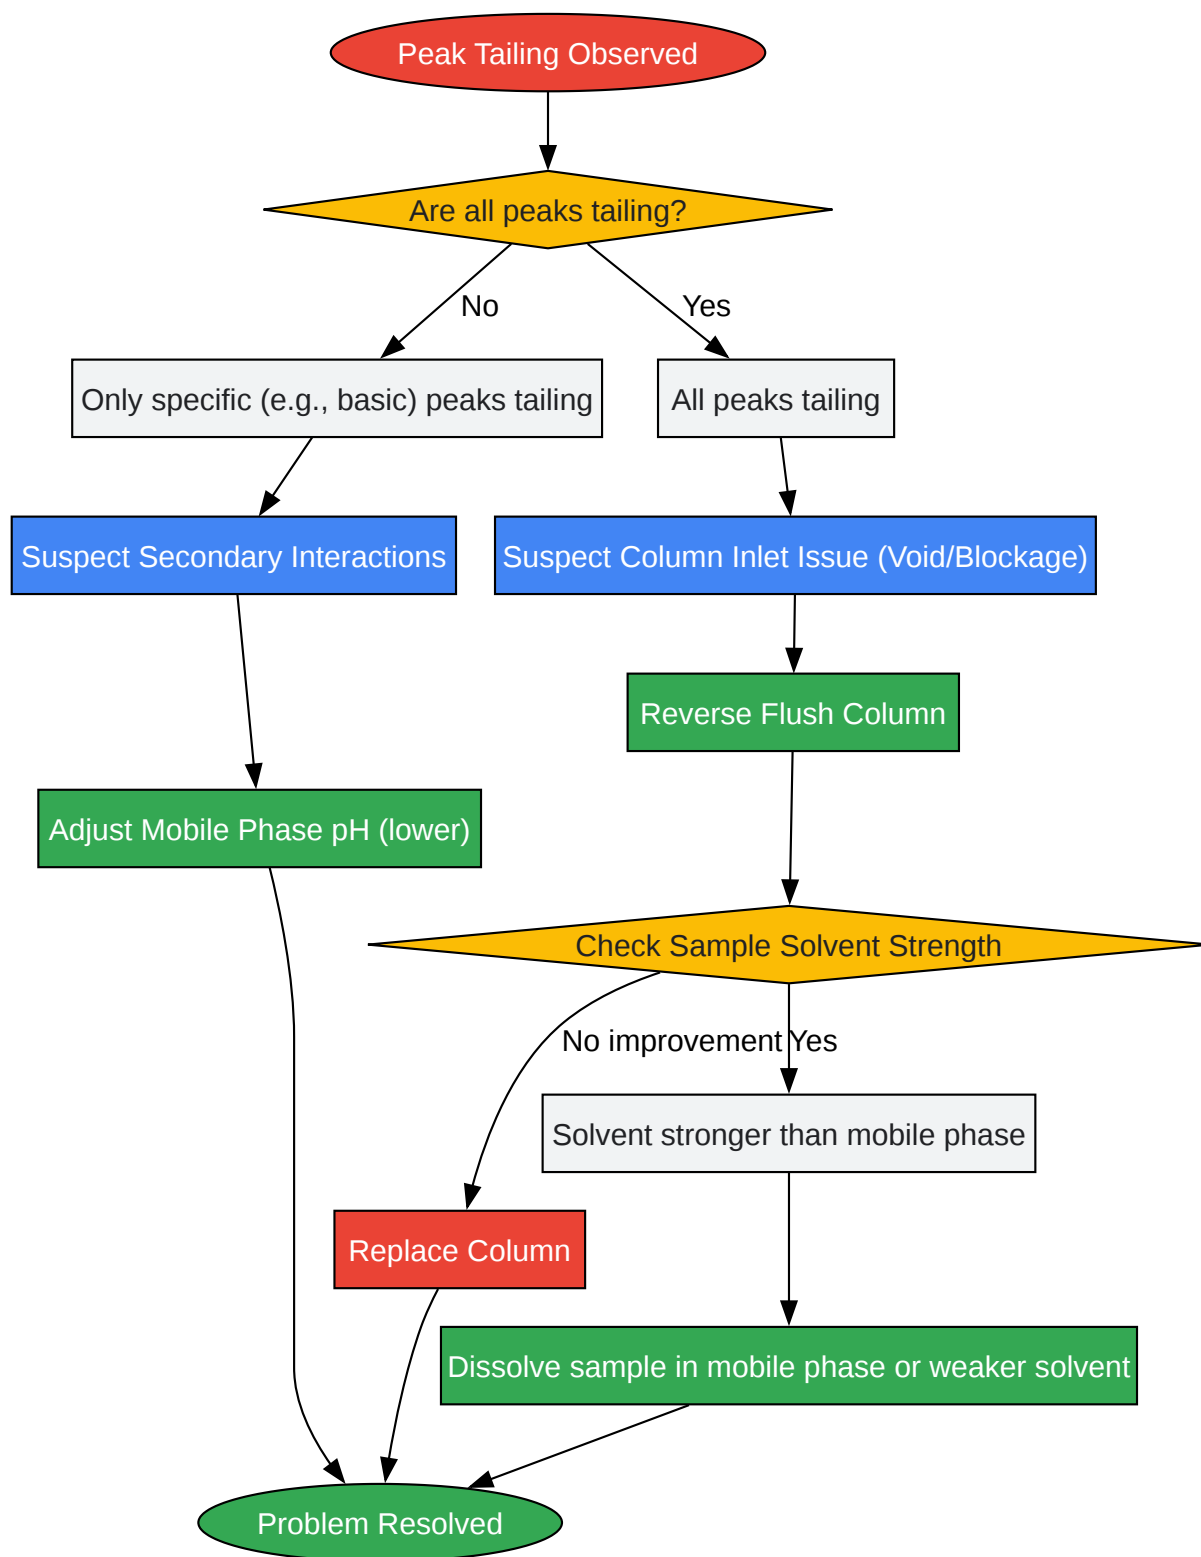 Peak Tailing Observed
Are all peaks tailing?
No
Yes
Only specific (e.g., basic) peaks tailing
All peaks tailing
Suspect Secondary Interactions
Suspect Column Inlet Issue (Void/Blockage)
Reverse Flush Column
Adjust Mobile Phase pH (lower)
Check Sample Solvent Strength
No improvement
Yes
Solvent stronger than mobile phase
Replace Column
Dissolve sample in mobile phase or weaker solvent
Problem Resolved